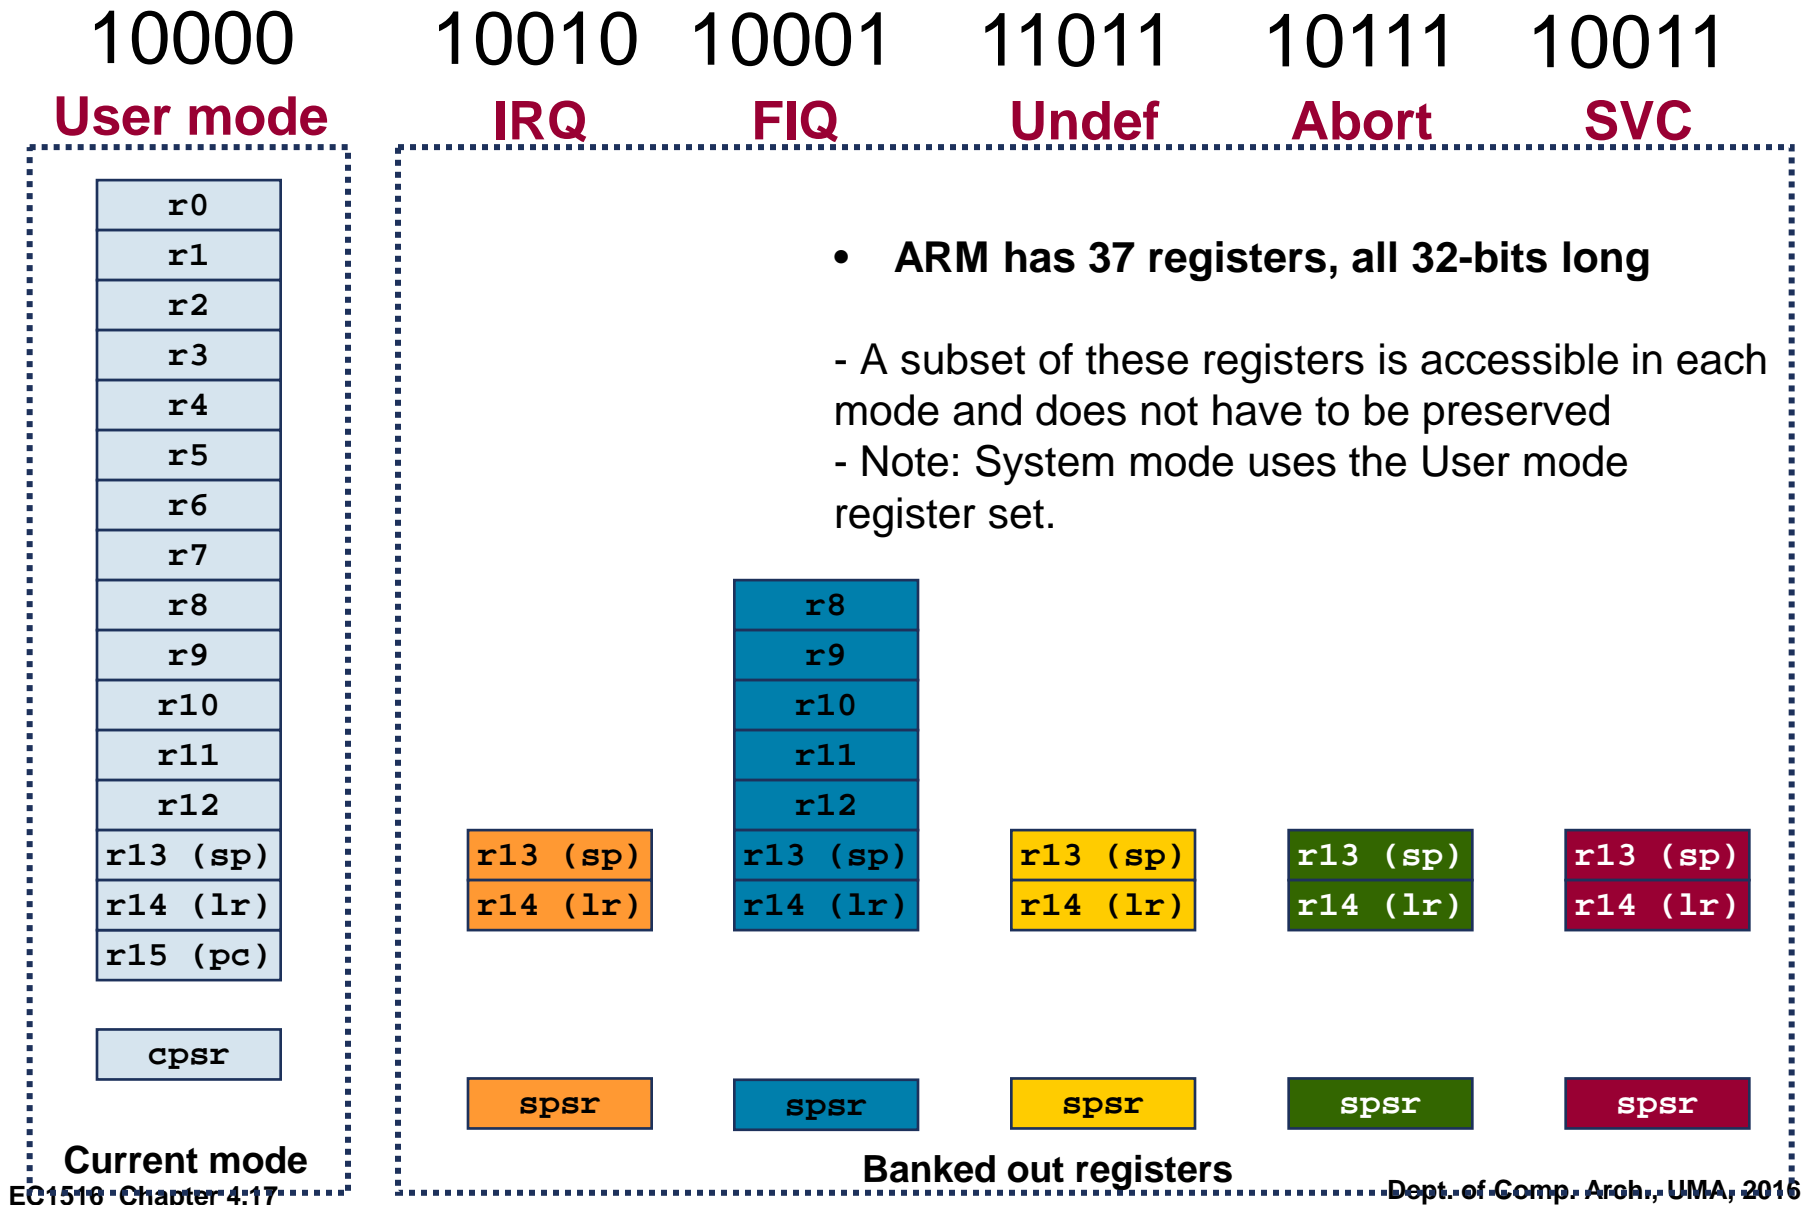 10000 10010 10001 11011 10111 10011
User mode IRQ FIQ Undef Abort SVC
r0
r1
r2
r3
r4
r5
r6
r7
r8
r9
r10
r11
r12
r13 (sp)
r14 (lr)
r15 (pc)
cpsr
• ARM has 37 registers, all 32-bits long
- A subset of these registers is accessible in each
mode and does not have to be preserved
- Note: System mode uses the User mode
register set.
r13 (sp)
r14 (lr)
spsr
r8
r9
r10
r11
r12
r13 (sp)
r14 (lr)
spsr
r13 (sp)
r14 (lr)
spsr
r13 (sp)
r14 (lr)
spsr
r13 (sp)
r14 (lr)
spsr
Current mode
Banked out registers
EC1516 Chapter 4.17
Dept. of Comp. Arch., UMA, 2016